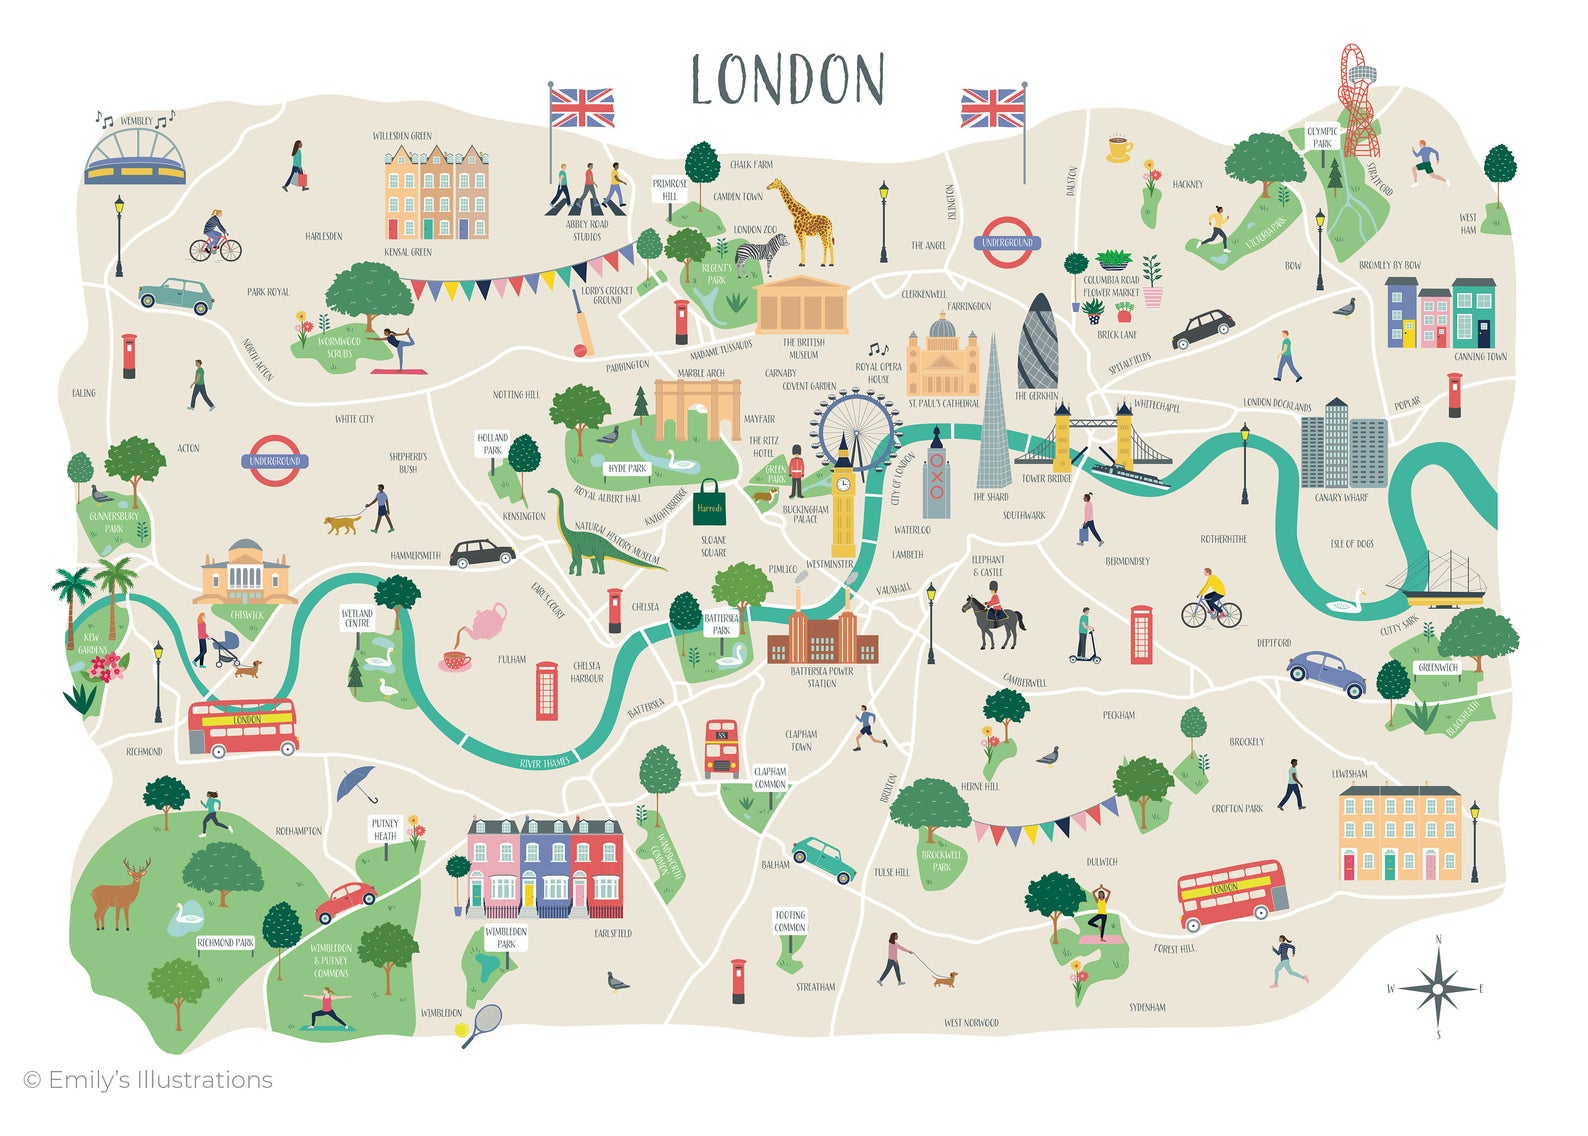 LONDON
WEMBLEY
WILLESDEN GREEN
HARLESDEN
KENSAL GREEN
PARK ROYAL
WORMWOOD
SCRUBS
NORTH ACTON
EALING
ACTON
WHITE CITY
UNDERGROUND
SHEPHERD'S
BUSH
GUNNERSBURY
PARK
HAMMERSMITH
ABBEY ROAD
STUDIOS
PRIMROSE
HILL
CHALK FARM
CAMDEN TOWN
LONDON ZOO
REGENT'S
PARK
LORD'S CRICKET
GROUND
THE BRITISH
MUSEUM
MADAME TUSSAUDS
PADDINGTON
MARBLE ARCH
NOTTING HILL
CARNABY
COVENT GARDEN
ROYAL OPERA
HOUSE
MAYFAIR
THE RITZ
HOTEL
HOLLAND
PARK
HYDE PARK
GREEN
PARK
ROYAL ALBERT HALL
KENSINGTON
KNIGHTSBRIDGE
Harrods
NATURAL HISTORY MUSEUM
SLOANE
SQUARE
BUCKINGHAM
PALACE
WESTMINSTER
PIMLICO
ISLINGTON
THE ANGEL
UNDERGROUND
DALSTON
HACKNEY
CLERKENWELL
FARRINGDON
COLUMBIA ROAD
FLOWER MARKET
BRICK LANE
SPITALFIELDS
ST. PAUL'S CATHEDRAL
THE GERKHIN
WHITECHAPEL
CITY OF LONDON
OXO
THE SHARD
TOWER BRIDGE
WATERLOO
SOUTHWARK
LAMBETH
VAUXHALL
ELEPHANT
& CASTLE
BERMONDSEY
ROTHERHITHE
OLYMPIC
PARK
STRATFORD
VICTORIA PARK
WEST
HAM
BOW
BROMLEY BY BOW
CANNING TOWN
LONDON DOCKLANDS
POPLAR
CANARY WHARF
ISLE OF DOGS
CUTTY SARK
DEPTFORD
GREENWICH
BLACKHEATH
CHISWICK
KEW
GARDENS
WETLAND
CENTRE
EARL'S COURT
CHELSEA
FULHAM
CHELSEA
HARBOUR
BATTERSEA
PARK
BATTERSEA POWER
STATION
BATTERSEA
RIVER THAMES
LONDON
RICHMOND
88
CLAPHAM
TOWN
CLAPHAM
COMMON
CAMBERWELL
PECKHAM
BROCKLEY
HERNE HILL
BRIXTON
CROFTON PARK
LEWISHAM
ROEHAMPTON
PUTNEY
HEATH
WANDSWORTH
COMMON
BALHAM
TULSE HILL
BROCKWELL
PARK
DULWICH
LONDON
FOREST HILL
RICHMOND PARK
WIMBLEDON
& PUTNEY
COMMONS
WIMBLEDON
PARK
EARLSFIELD
TOOTING
COMMON
STREATHAM
WIMBLEDON
WEST NORWOOD
SYDENHAM
N
W
E
S
© Emily's Illustrations